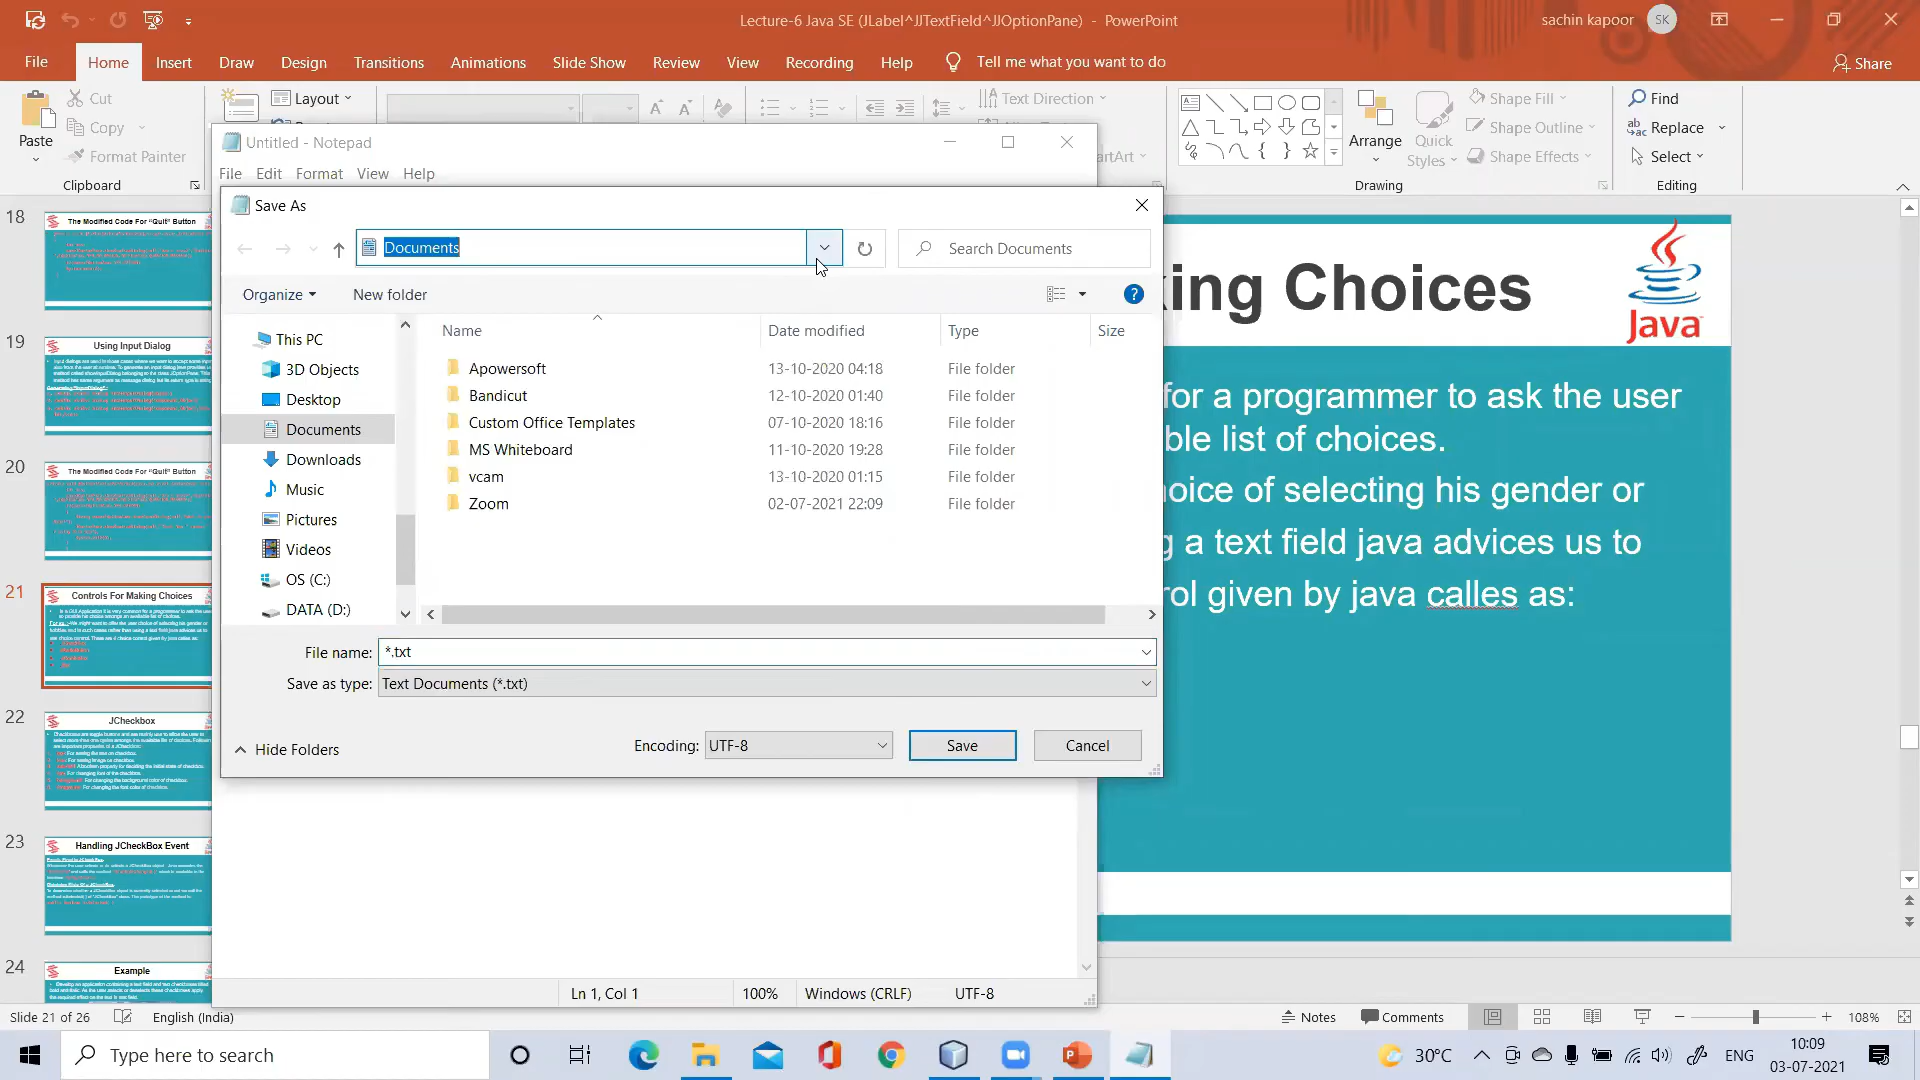 Lecture-6 Java SE (JLabel^JJTextField^JJOptionPane) - PowerPoint
sachin kapoor
SK
File
Home
Insert
Draw
Design
Transitions
Animations
Slide Show
Review
View
Recording
Help
Tell me what you want to do
Share
Paste
Cut
Copy
Format Painter
Clipboard
Layout
Text Direction
Arrange
Quick
Styles
Shape Fill
Shape Outline
Shape Effects
Drawing
Find
Replace
Select
Editing
Untitled - Notepad
File Edit Format View Help
Save As
Documents
Search Documents
Organize
New folder
This PC
3D Objects
Desktop
Documents
Downloads
Music
Pictures
Videos
OS (C:)
DATA (D:)
Name Date modified Type Size
Apowersoft 13-10-2020 04:18 File folder
Bandicut 12-10-2020 01:40 File folder
Custom Office Templates 07-10-2020 18:16 File folder
MS Whiteboard 11-10-2020 19:28 File folder
vcam 13-10-2020 01:15 File folder
Zoom 02-07-2021 22:09 File folder
File name: *.txt
Save as type: Text Documents (*.txt)
Hide Folders
Encoding: UTF-8
Save
Cancel
Ln 1, Col 1
100%
Windows (CRLF)
UTF-8
18
The Modified Code For "Quit" Button
19
Using Input Dialog
20
The Modified Code For "Quit" Button
21
Controls For Making Choices
22
JCheckbox
23
Handling JCheckBox Event
24
Example
ing Choices
Java
for a programmer to ask the user
ble list of choices.
oice of selecting his gender or
g a text field java advices us to
rol given by java calles as:
Slide 21 of 26
English (India)
Notes
Comments
108%
Type here to search
30°C
ENG
10:09
03-07-2021